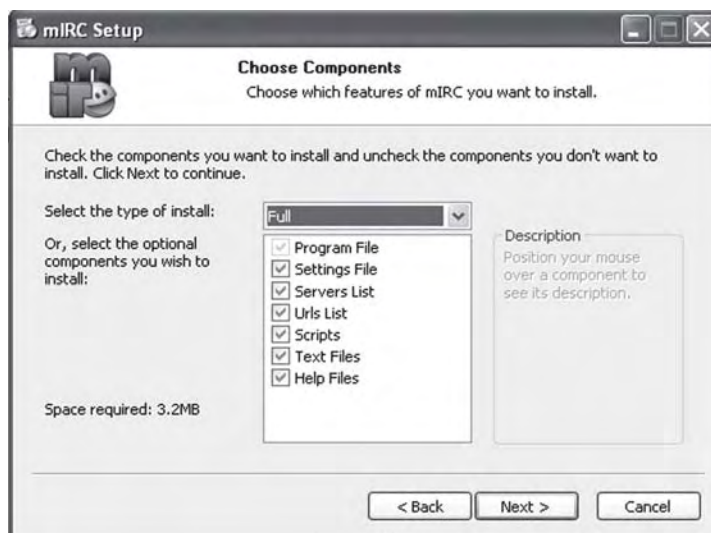 mIRC Setup
Choose Components
Choose which features of mIRC you want to install.
Check the components you want to install and uncheck the components you don't want to
install. Click Next to continue.
Select the type of install:
Full
Or, select the optional
components you wish to
install:
Program File
Settings File
Servers List
Urls List
Scripts
Text Files
Help Files
Description
Position your mouse
over a component to
see its description.
Space required: 3.2MB
< Back
Next >
Cancel